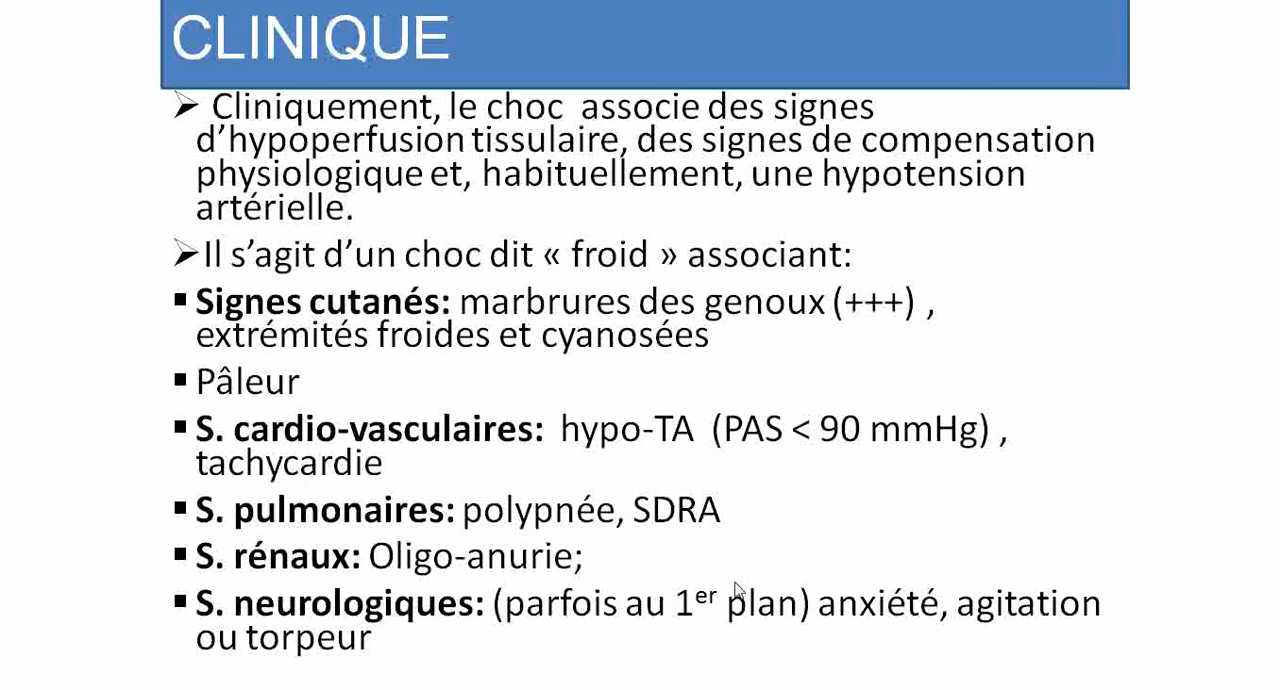 CLINIQUE
➢ Cliniquement, le choc associe des signes
d’hypoperfusion tissulaire, des signes de compensation
physiologique et, habituellement, une hypotension
artérielle.
➢Il s’agit d’un choc dit « froid » associant:
▪ Signes cutanés: marbrures des genoux (+++) ,
extrémités froides et cyanosées
▪ Pâleur
▪ S. cardio-vasculaires: hypo-TA (PAS < 90 mmHg) ,
tachycardie
▪ S. pulmonaires: polypnée, SDRA
▪ S. rénaux: Oligo-anurie;
▪ S. neurologiques: (parfois au 1er plan) anxiété, agitation
ou torpeur